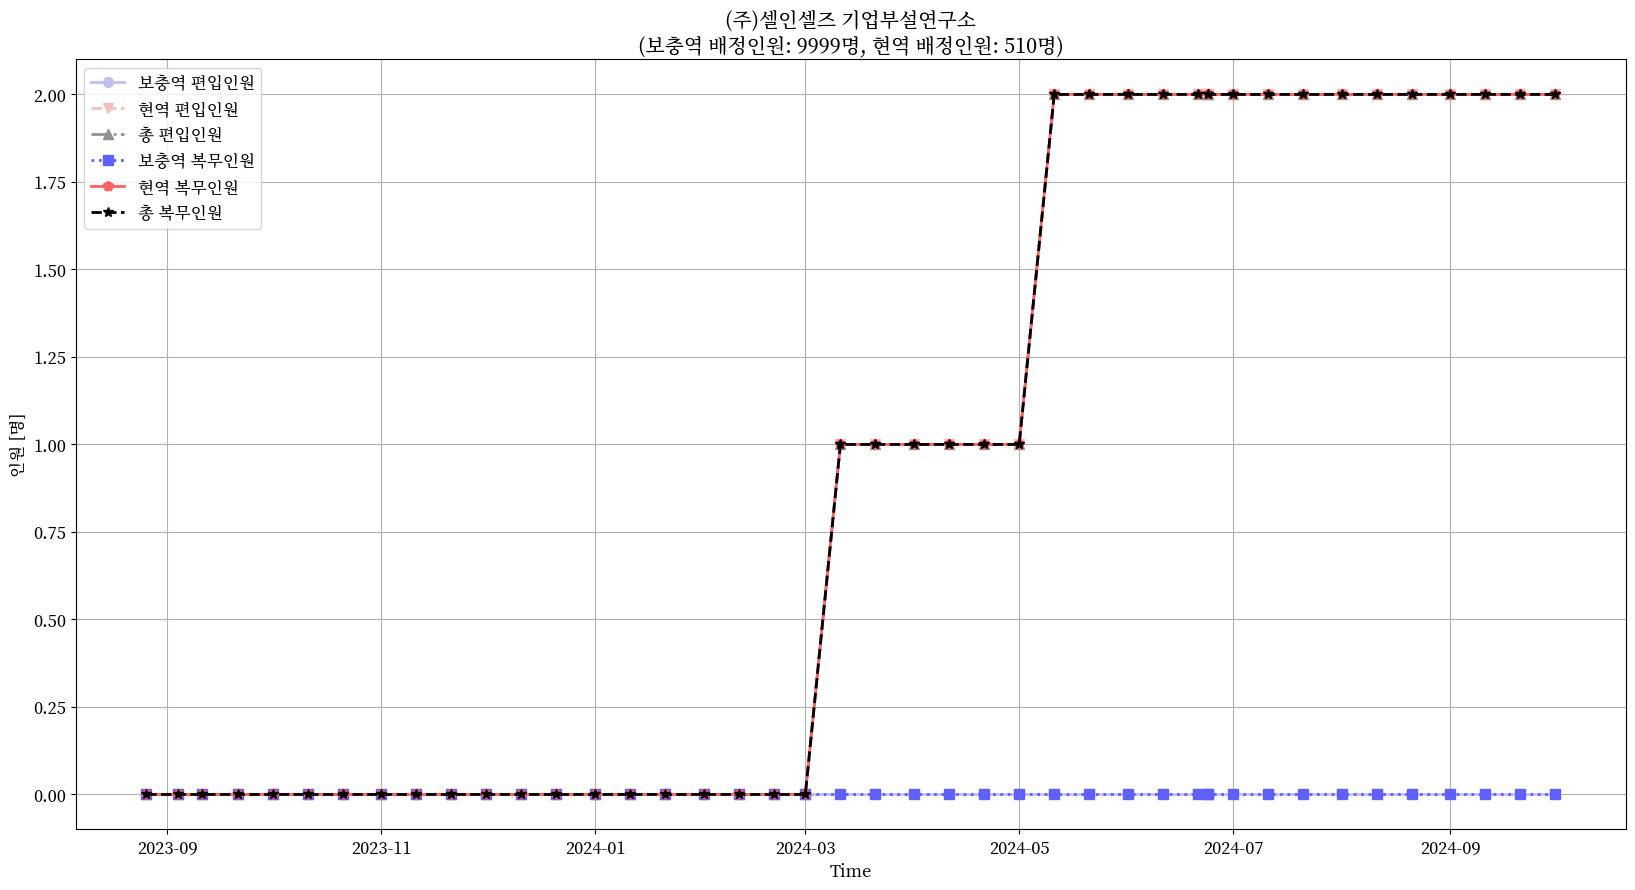 (주)셀인셀즈 기업부설연구소
(보충역 배정인원: 9999명, 현역 배정인원: 510명)
보충역 편입인원
현역 편입인원
총 편입인원
보충역 복무인원
현역 복무인원
총 복무인원
2.00
1.75
1.50
1.25
1.00
0.75
0.50
0.25
0.00
인원 [명]
2023-09
2023-11
2024-01
2024-03
2024-05
2024-07
2024-09
Time